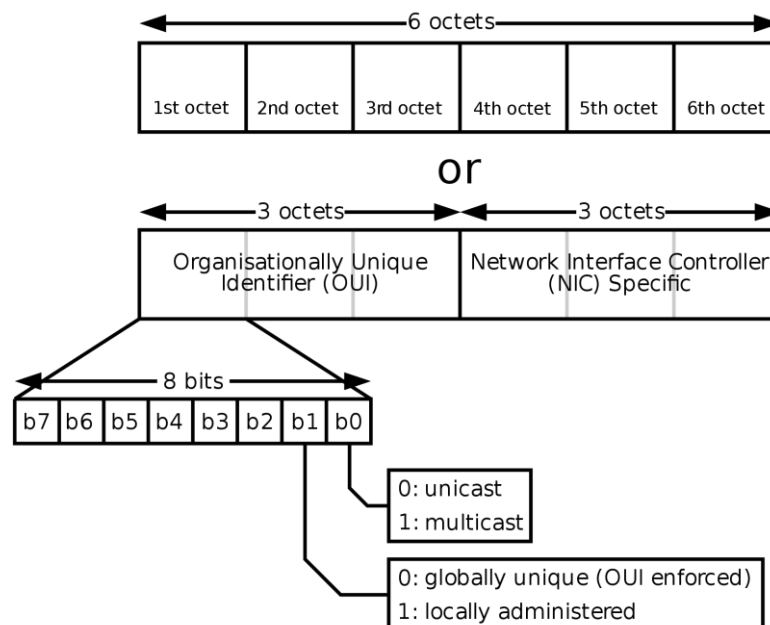 6 octets
1st octet 2nd octet 3rd octet 4th octet 5th octet 6th octet
or
3 octets 3 octets
Organisationally Unique
Identifier (OUI)
Network Interface Controller
(NIC) Specific
8 bits
b7 b6 b5 b4 b3 b2 b1 b0
0: unicast
1: multicast
0: globally unique (OUI enforced)
1: locally administered